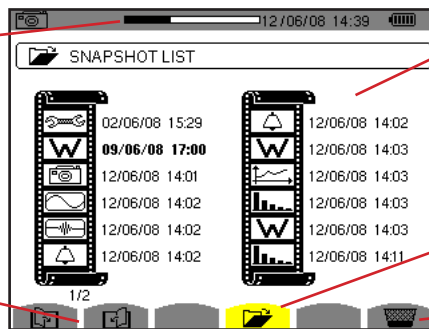 12/06/08 14:39
SNAPSHOT LIST
02/06/08 15:29
W 09/06/08 17:00
12/06/08 14:01
12/06/08 14:02
12/06/08 14:02
12/06/08 14:02
12/06/08 14:02
W 12/06/08 14:03
12/06/08 14:03
12/06/08 14:03
W 12/06/08 14:03
12/06/08 14:11
1/2